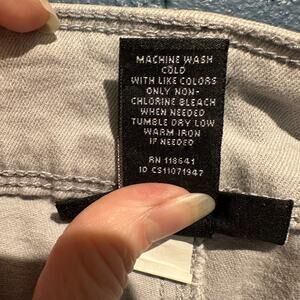 MACHINE WASH
COLD
WITH LIKE COLORS
ONLY NON-
CHLORINE BLEACH
WHEN NEEDED
TUMBLE DRY LOW
WARM IRON
IF NEEDED
RN 118641
ID CS11071947